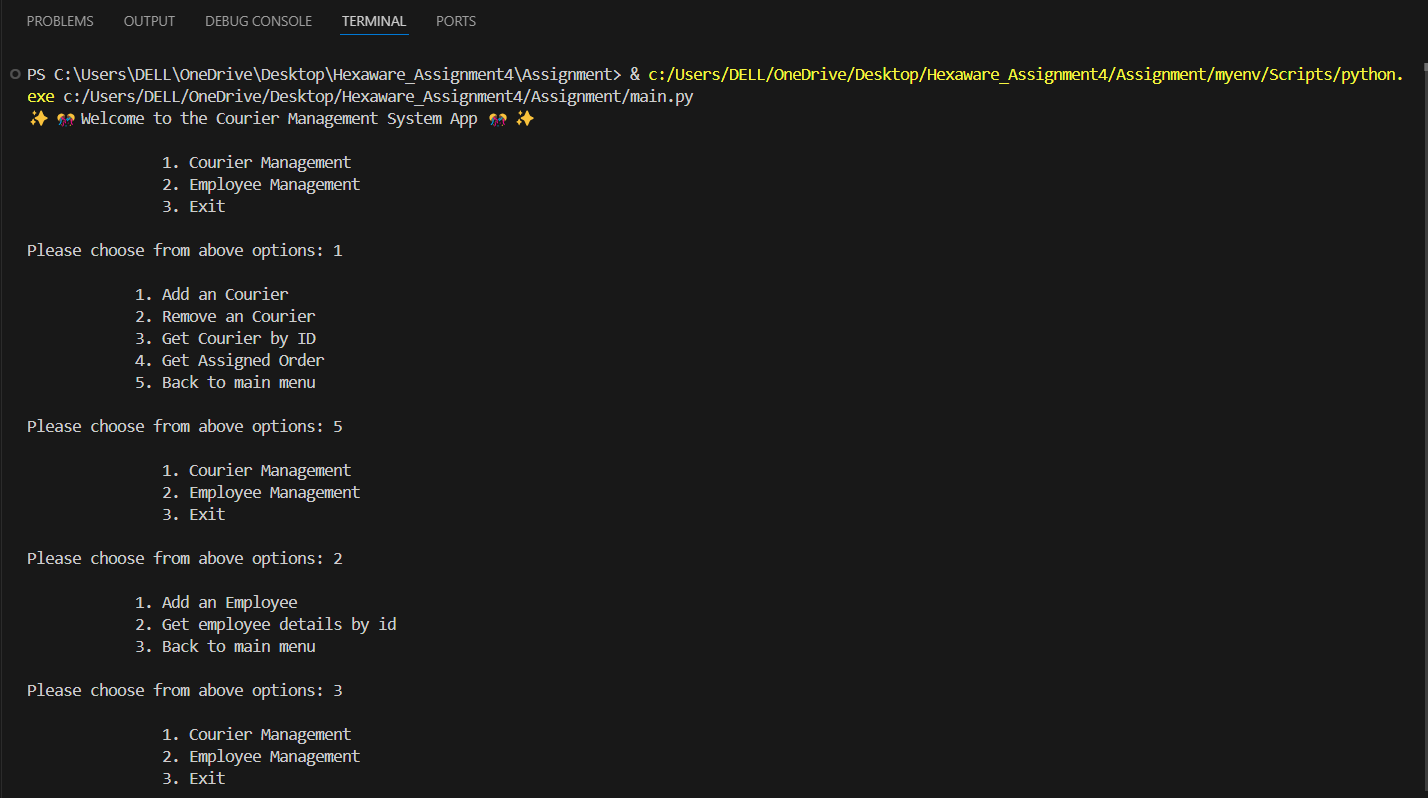 PROBLEMS OUTPUT DEBUG CONSOLE TERMINAL PORTS
PS C:\Users\DELL\OneDrive\Desktop\Hexaware_Assignment4\Assignment> & c:/Users/DELL/OneDrive/Desktop/Hexaware_Assignment4/Assignment/myenv/Scripts/python.
exe c:/Users/DELL/OneDrive/Desktop/Hexaware_Assignment4/Assignment/main.py
✨ 🎊 Welcome to the Courier Management System App 🎊 ✨
1. Courier Management
2. Employee Management
3. Exit
Please choose from above options: 1
1. Add an Courier
2. Remove an Courier
3. Get Courier by ID
4. Get Assigned Order
5. Back to main menu
Please choose from above options: 5
1. Courier Management
2. Employee Management
3. Exit
Please choose from above options: 2
1. Add an Employee
2. Get employee details by id
3. Back to main menu
Please choose from above options: 3
1. Courier Management
2. Employee Management
3. Exit